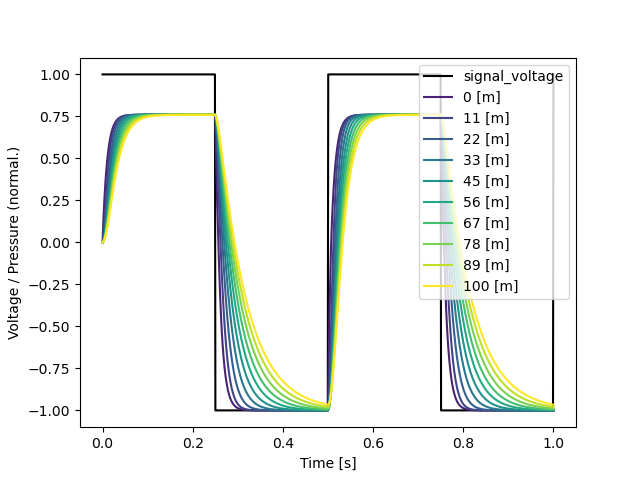 Voltage / Pressure (normal.)
1.00
0.75
0.50
0.25
0.00
−0.25
−0.50
−0.75
−1.00
signal_voltage
0 [m]
11 [m]
22 [m]
33 [m]
45 [m]
56 [m]
67 [m]
78 [m]
89 [m]
100 [m]
0.0 0.2 0.4 0.6 0.8 1.0
Time [s]